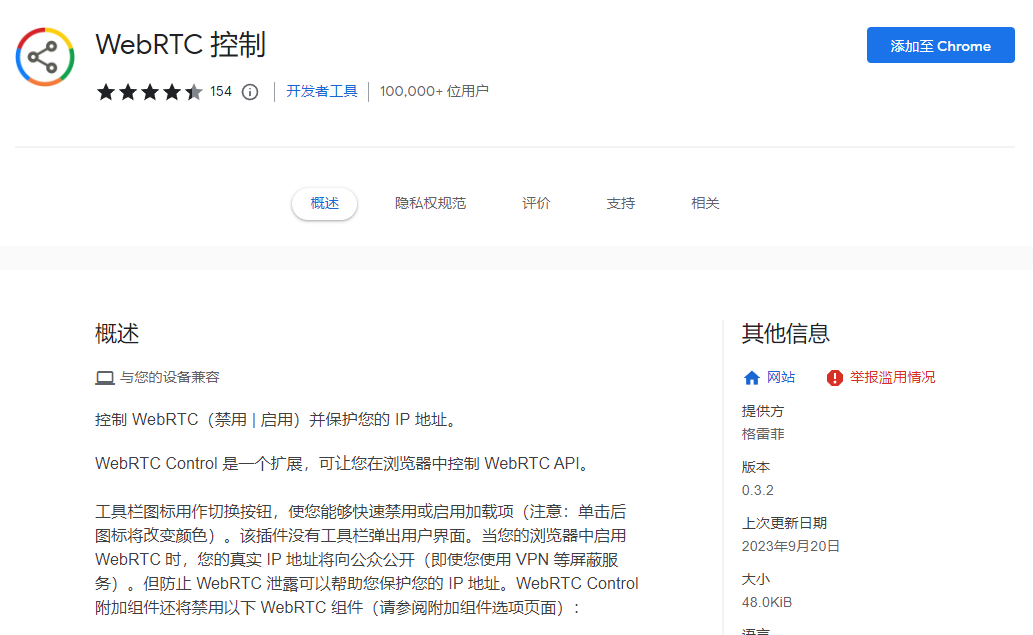 WebRTC 控制
添加至 Chrome
154
开发者工具
100,000+ 位用户
概述
隐私权规范
评价
支持
相关
概述
与您的设备兼容
控制 WebRTC（禁用 | 启用）并保护您的 IP 地址。
WebRTC Control 是一个扩展，可让您在浏览器中控制 WebRTC API。
工具栏图标用作切换按钮，使您能够快速禁用或启用加载项（注意：单击后
图标将改变颜色）。该插件没有工具栏弹出用户界面。当您的浏览器中启用
WebRTC 时，您的真实 IP 地址将向公众公开（即使您使用 VPN 等屏蔽服
务）。但防止 WebRTC 泄露可以帮助您保护您的 IP 地址。WebRTC Control
附加组件还将禁用以下 WebRTC 组件（请参阅附加组件选项页面）：
其他信息
网站
举报滥用情况
提供方
格雷菲
版本
0.3.2
上次更新日期
2023年9月20日
大小
48.0KiB
语言